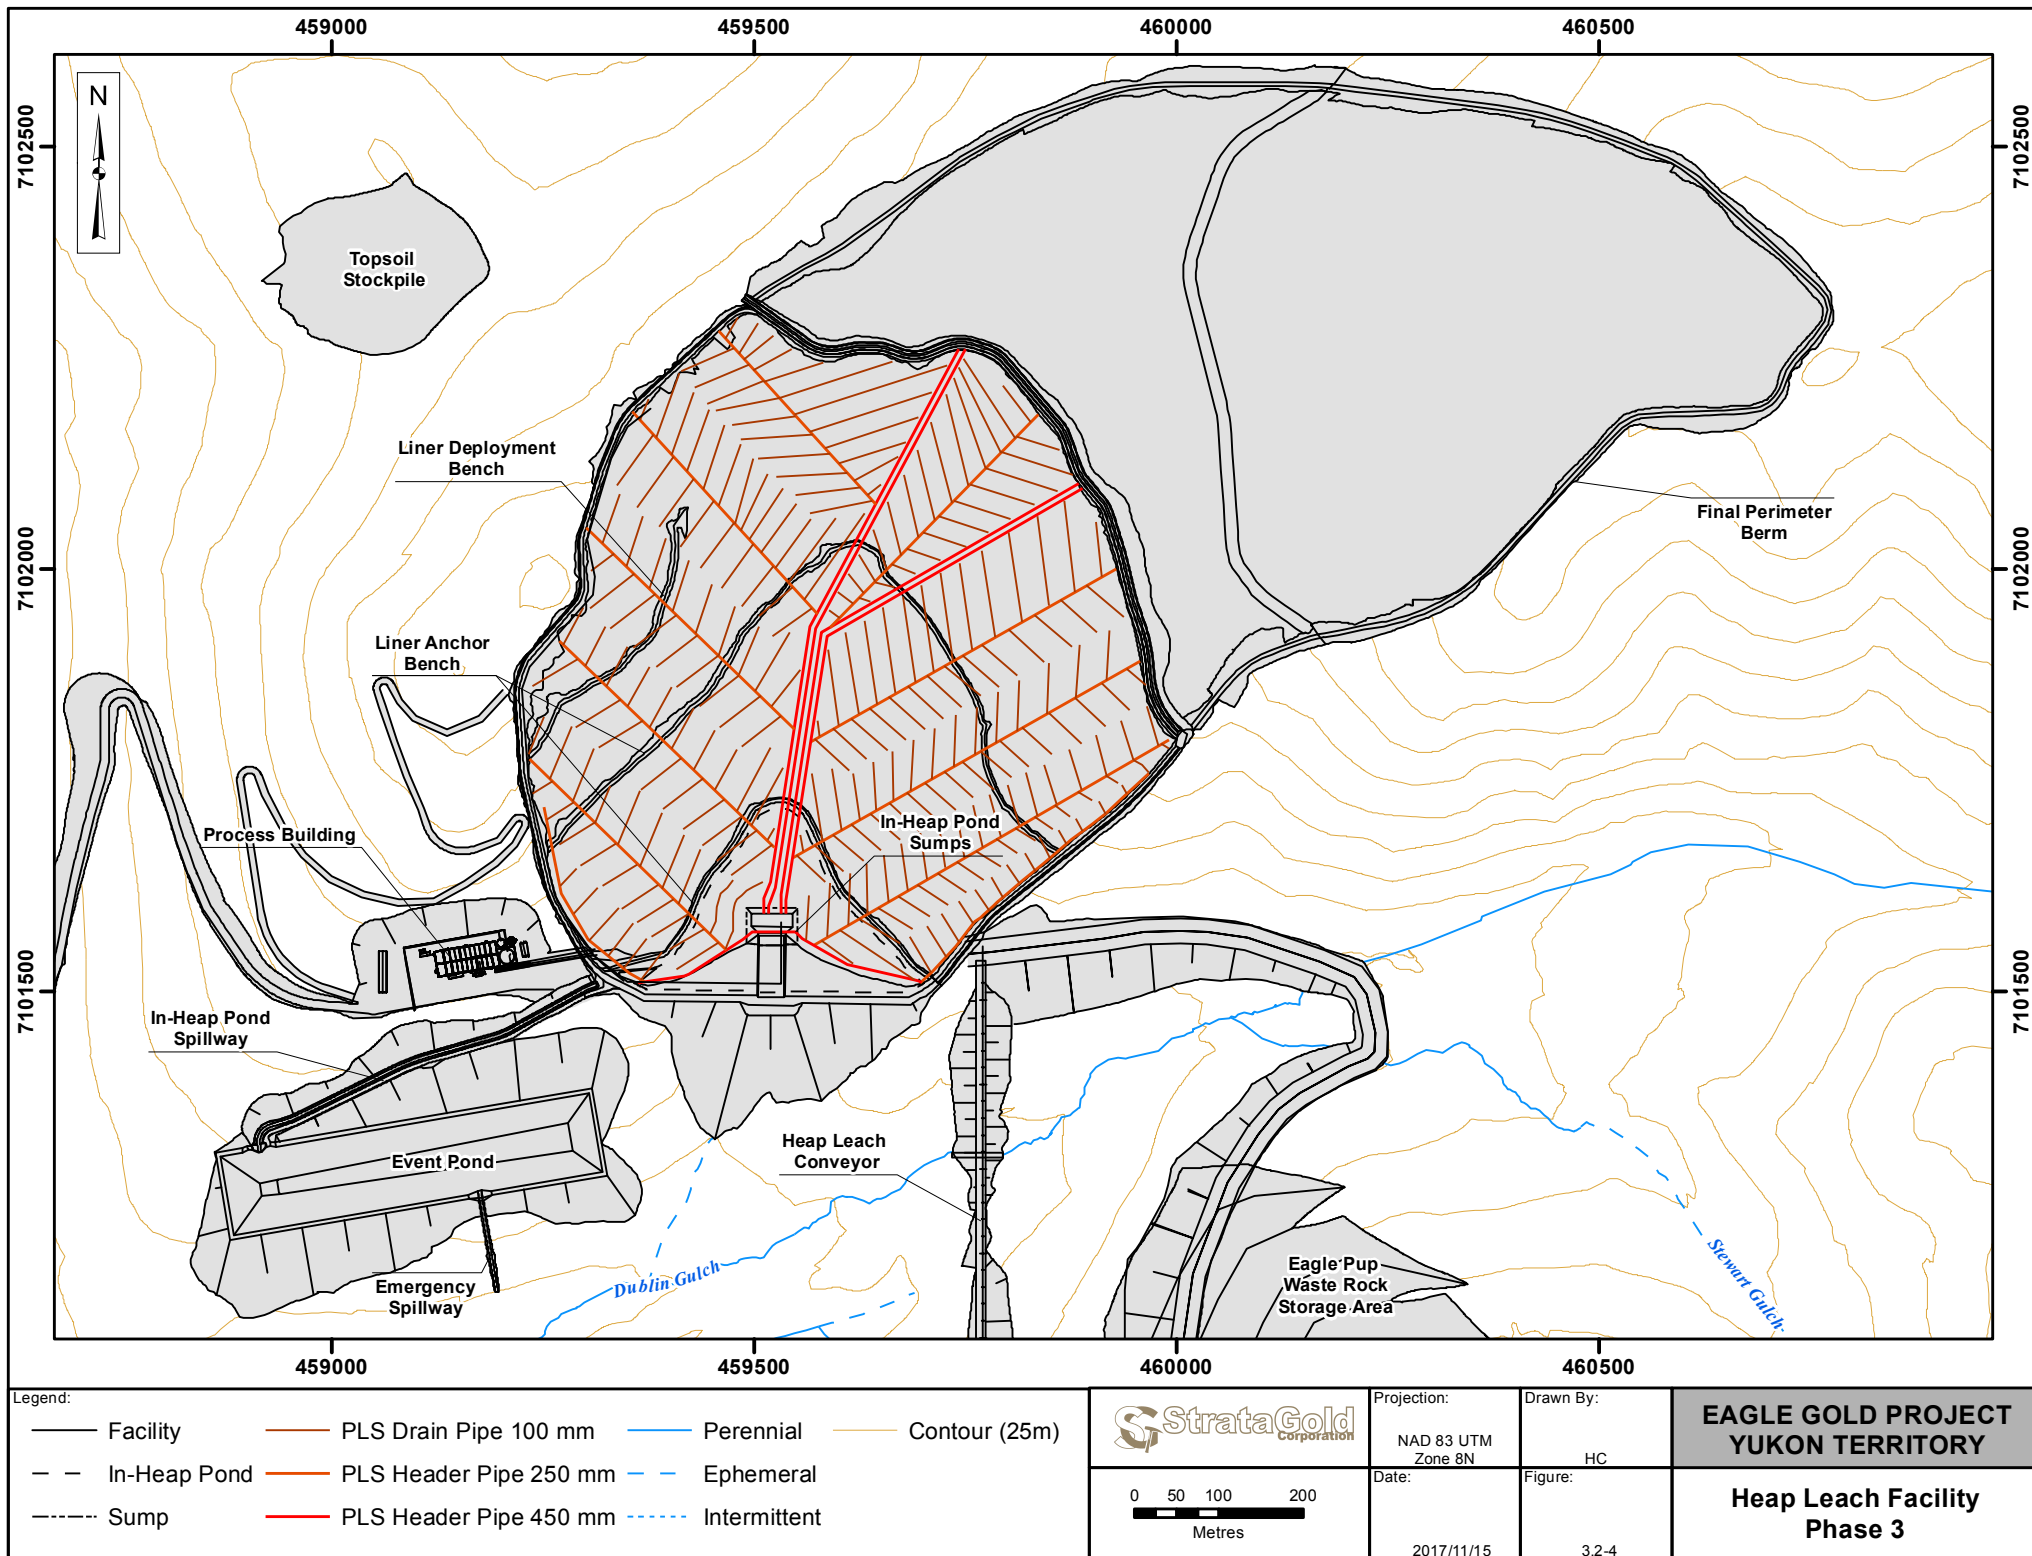 459000
459500
460000
460500
7102500
7102500
N
Topsoil
Stockpile
Liner Deployment
Bench
Final Perimeter
Berm
7102000
7102000
Liner Anchor
Bench
Process Building
In-Heap Pond
Sumps
7101500
7101500
In-Heap Pond
Spillway
Event Pond
Heap Leach
Conveyor
Emergency
Spillway
Dublin Gulch
Eagle Pup
Waste Rock
Storage Area
Stewart Gulch
459000
459500
460000
460500
Legend:
Facility
In-Heap Pond
Sump
PLS Drain Pipe 100 mm
PLS Header Pipe 250 mm
PLS Header Pipe 450 mm
Perennial
Ephemeral
Intermittent
Contour (25m)
StrataGold
Corporation
0 50 100 200
Metres
Projection:
NAD 83 UTM
Zone 8N
Drawn By:
HC
Date:
2017/11/15
Figure:
3.2-4
EAGLE GOLD PROJECT
YUKON TERRITORY
Heap Leach Facility
Phase 3